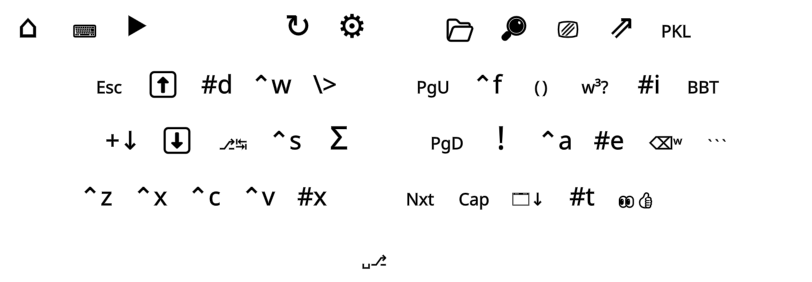 ⌂ ⌨ ▶ ↻ ⚙ 🗁 🔎 ⎚ ⇗ PKL
Esc ⬆ #d ^w \> PgU ^f () w³? #i BBT
+↓ ⬇ ⎇↹ ^s Σ PgD ! ^a #e ⌫ʷ ```
^z ^x ^c ^v #x Nxt Cap 🗔↓ #t 👀👍
␣⎇